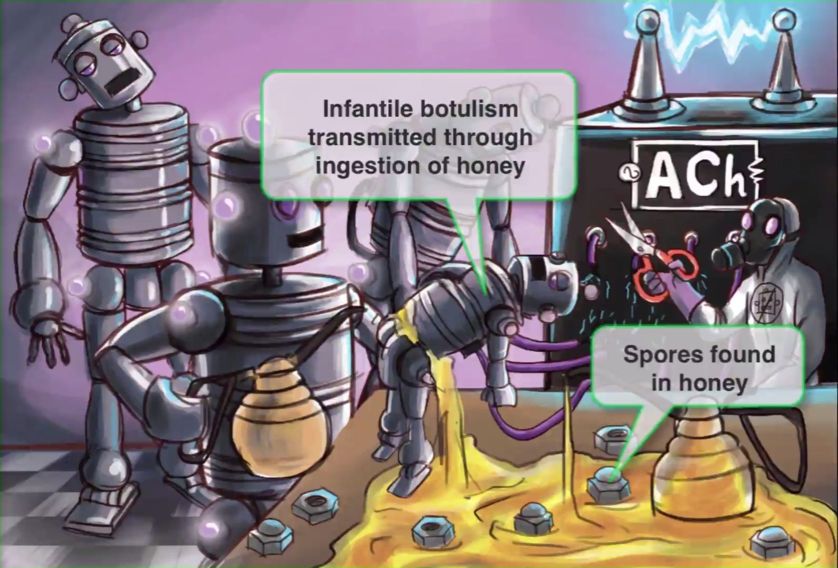 Infantile botulism
transmitted through
ingestion of honey
ACh
Spores found
in honey